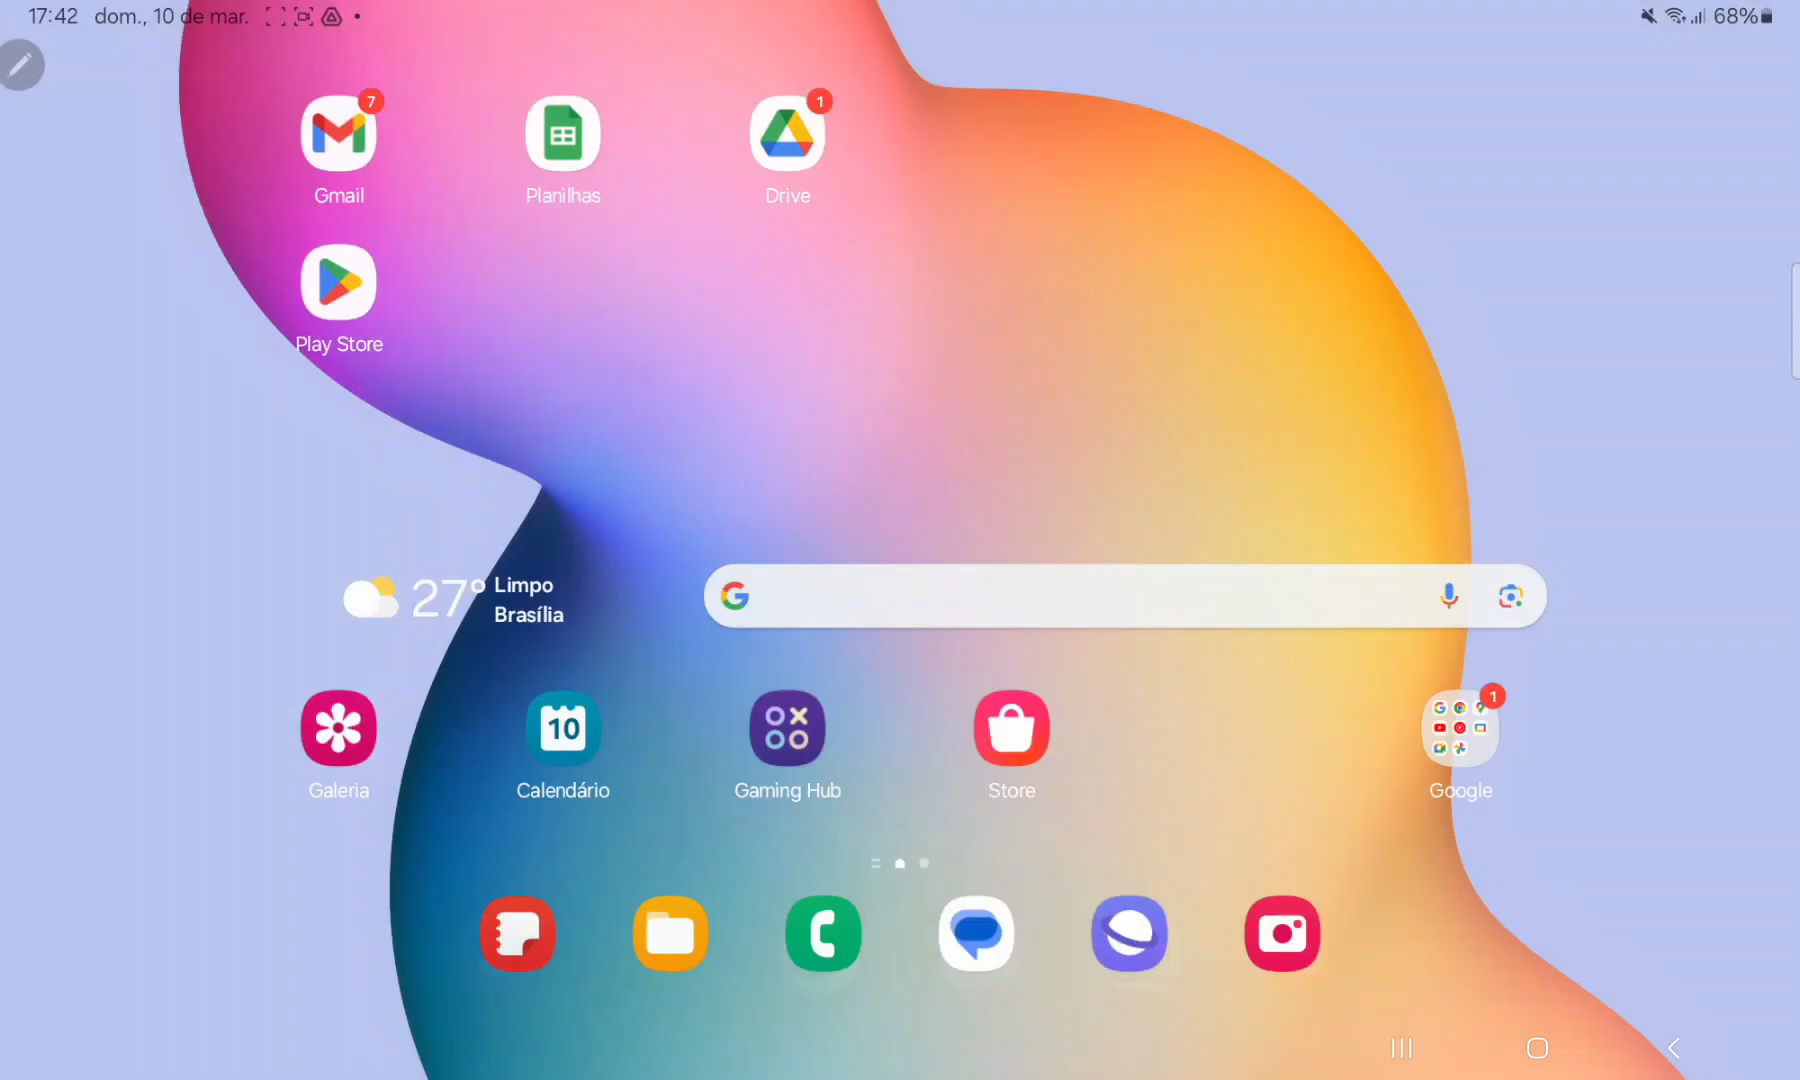 17:42 dom., 10 de mar.
68%
7
1
Gmail
Planilhas
Drive
Play Store
27° Limpo
Brasília
10
1
Galeria
Calendário
Gaming Hub
Store
Google